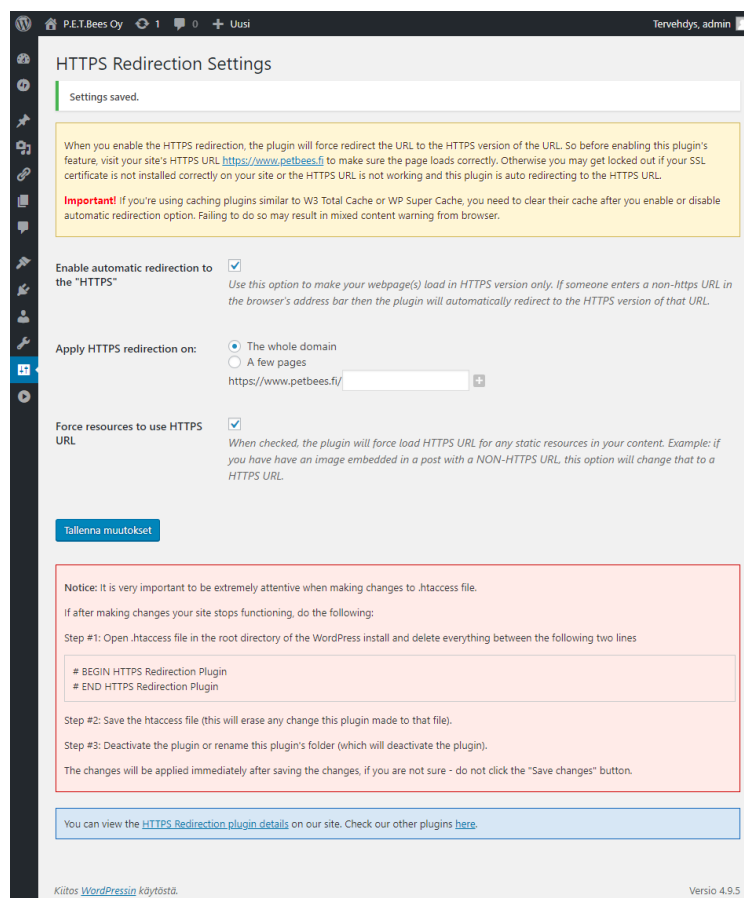 P.E.T.Bees Oy 1 0 Uusi Tervehdys, admin
HTTPS Redirection Settings
Settings saved.
When you enable the HTTPS redirection, the plugin will force redirect the URL to the HTTPS version of the URL. So before enabling this plugin's
feature, visit your site's HTTPS URL https://www.petbees.fi to make sure the page loads correctly. Otherwise you may get locked out if your SSL
certificate is not installed correctly on your site or the HTTPS URL is not working and this plugin is auto redirecting to the HTTPS URL.
Important! If you're using caching plugins similar to W3 Total Cache or WP Super Cache, you need to clear their cache after you enable or disable
automatic redirection option. Failing to do so may result in mixed content warning from browser.
Enable automatic redirection to
the "HTTPS"
Use this option to make your webpage(s) load in HTTPS version only. If someone enters a non-https URL in
the browser's address bar then the plugin will automatically redirect to the HTTPS version of that URL.
Apply HTTPS redirection on:
The whole domain
A few pages
https://www.petbees.fi/
Force resources to use HTTPS
URL
When checked, the plugin will force load HTTPS URL for any static resources in your content. Example: if
you have have an image embedded in a post with a NON-HTTPS URL, this option will change that to a
HTTPS URL.
Tallenna muutokset
Notice: It is very important to be extremely attentive when making changes to .htaccess file.
If after making changes your site stops functioning, do the following:
Step #1: Open .htaccess file in the root directory of the WordPress install and delete everything between the following two lines
# BEGIN HTTPS Redirection Plugin
# END HTTPS Redirection Plugin
Step #2: Save the htaccess file (this will erase any change this plugin made to that file).
Step #3: Deactivate the plugin or rename this plugin's folder (which will deactivate the plugin).
The changes will be applied immediately after saving the changes, if you are not sure - do not click the "Save changes" button.
You can view the HTTPS Redirection plugin details on our site. Check our other plugins here.
Kiitos WordPressin käytöstä. Versio 4.9.5